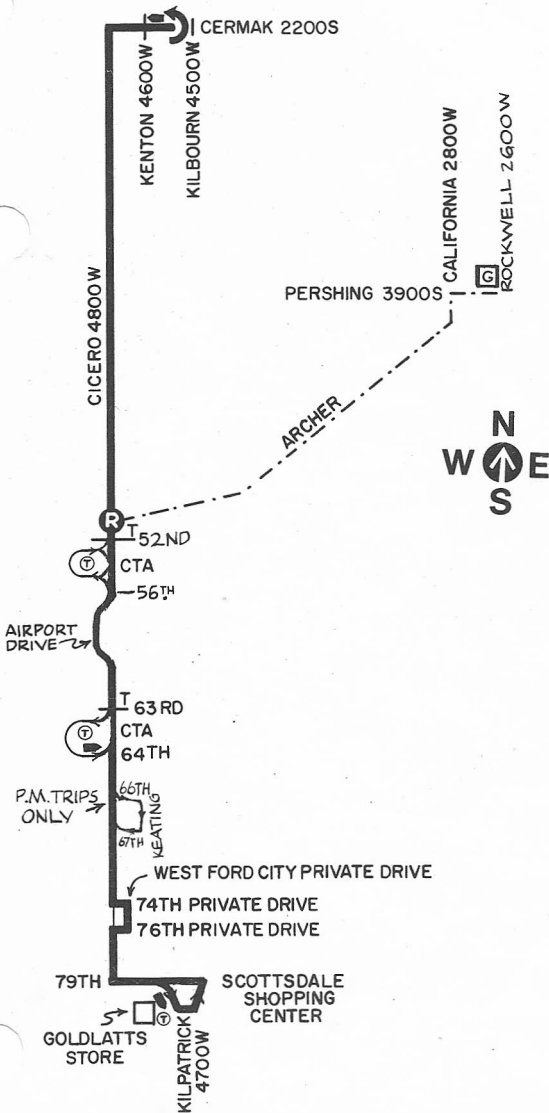 CERMAK 2200S
KENTON 4600W
KILBOURN 4500W
CALIFORNIA 2800W
ROCKWELL 2600W
G
PERSHING 3900S
CICERO 4800W
ARCHER
N
W E
S
R
T
52ND
T
CTA
56TH
AIRPORT
DRIVE
T
63RD
T
CTA
64TH
P.M. TRIPS
ONLY
66TH
KEATING
67TH
WEST FORD CITY PRIVATE DRIVE
74TH PRIVATE DRIVE
76TH PRIVATE DRIVE
79TH
SCOTTSDALE
SHOPPING
CENTER
T
GOLDLATTS
STORE
KILPATRICK
4700W